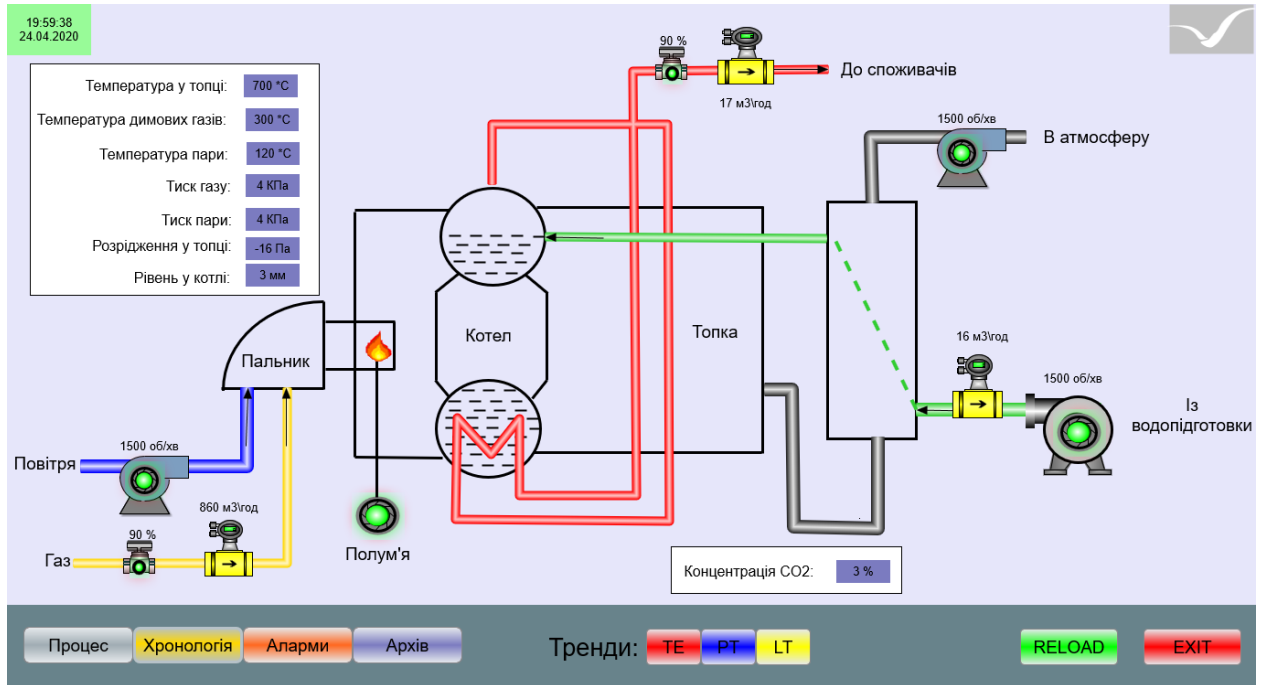 19:59:38
24.04.2020
Температура у топці: 700 °C
Температура димових газів: 300 °C
Температура пари: 120 °C
Тиск газу: 4 КПа
Тиск пари: 4 КПа
Розрідження у топці: -16 Па
Рівень у котлі: 3 мм
90 %
До споживачів
17 м3\год
1500 об/хв
В атмосферу
Котел
Топка
Пальник
16 м3\год
1500 об/хв
Із
водопідготовки
1500 об/хв
Повітря
860 м3\год
90 %
Газ
Полум'я
Концентрація СО2: 3 %
Процес
Хронологія
Аларми
Архів
Тренди:
TE
PT
LT
RELOAD
EXIT